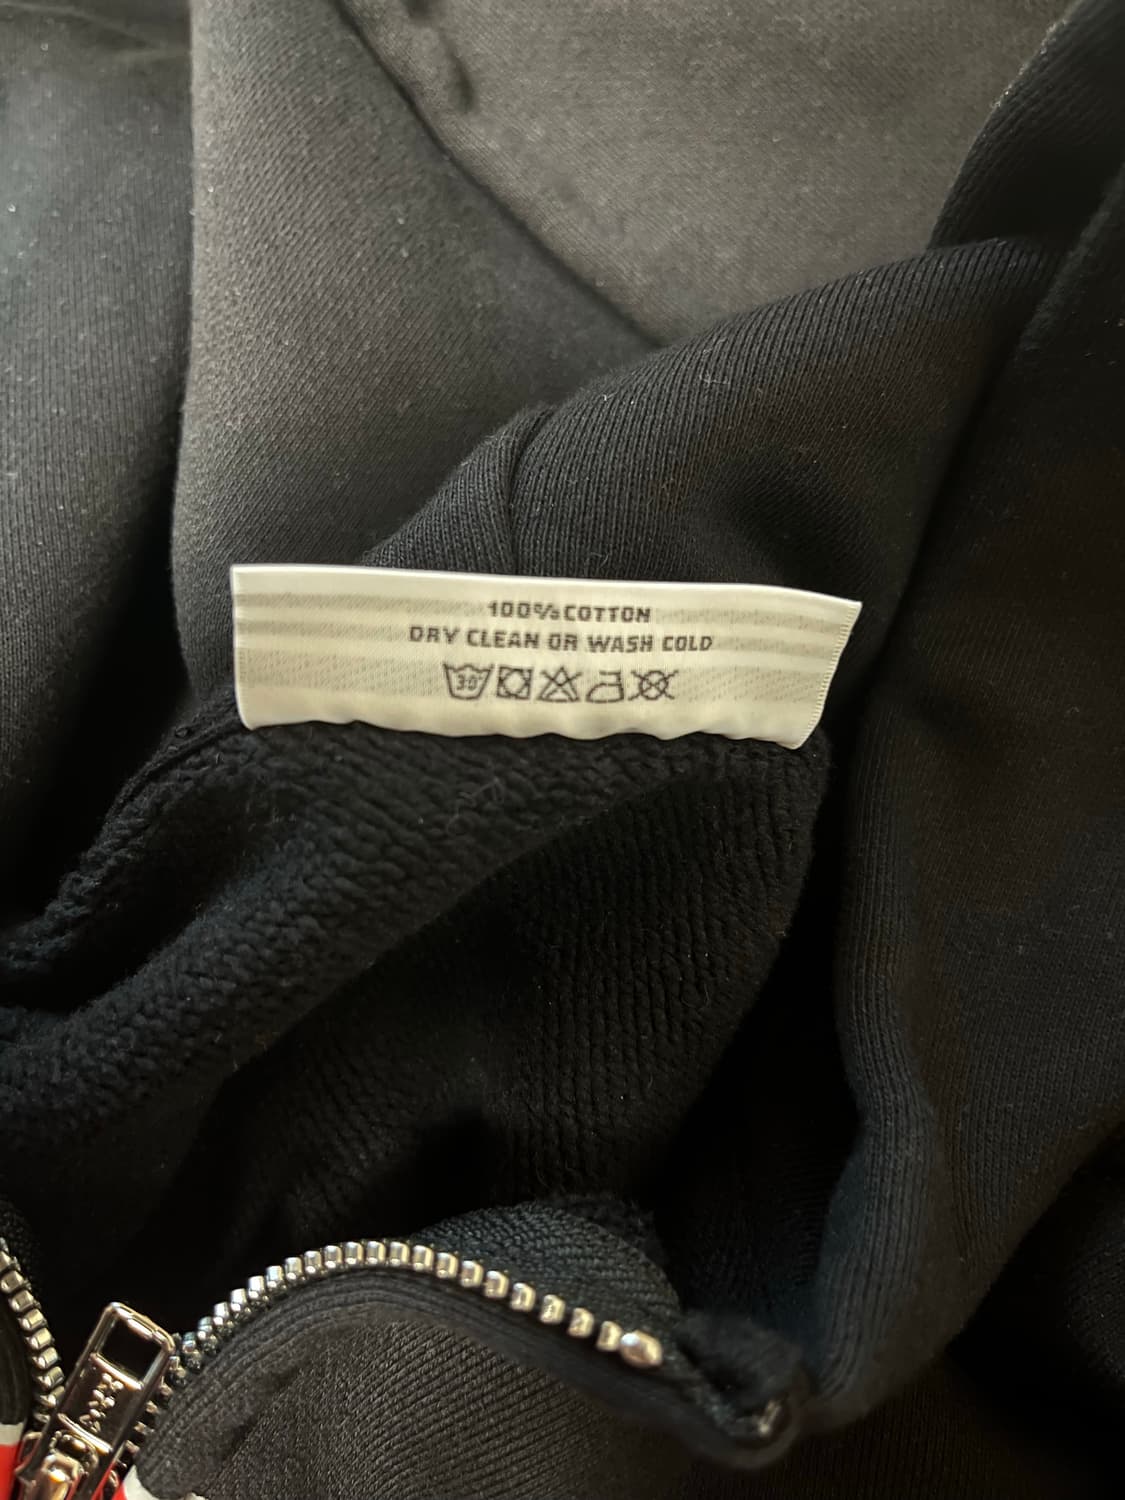 100% COTTON
DRY CLEAN OR WASH COLD
30°